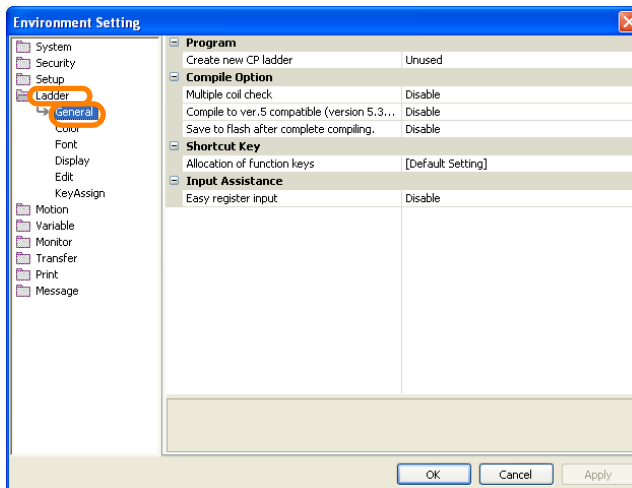 Environment Setting
System
Security
Setup
Ladder
General
Color
Font
Display
Edit
KeyAssign
Motion
Variable
Monitor
Transfer
Print
Message
Program
Create new CP ladder Unused
Compile Option
Multiple coil check Disable
Compile to ver.5 compatible (version 5.3... Disable
Save to flash after complete compiling. Disable
Shortcut Key
Allocation of function keys [Default Setting]
Input Assistance
Easy register input Disable
OK Cancel Apply